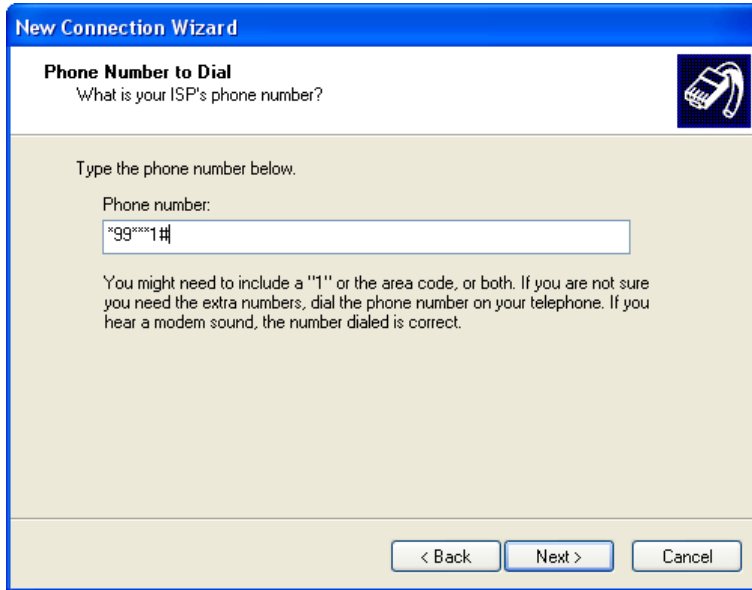 New Connection Wizard
Phone Number to Dial
What is your ISP's phone number?
Type the phone number below.
Phone number:
*99***1#
You might need to include a "1" or the area code, or both. If you are not sure
you need the extra numbers, dial the phone number on your telephone. If you
hear a modem sound, the number dialed is correct.
< Back Next > Cancel